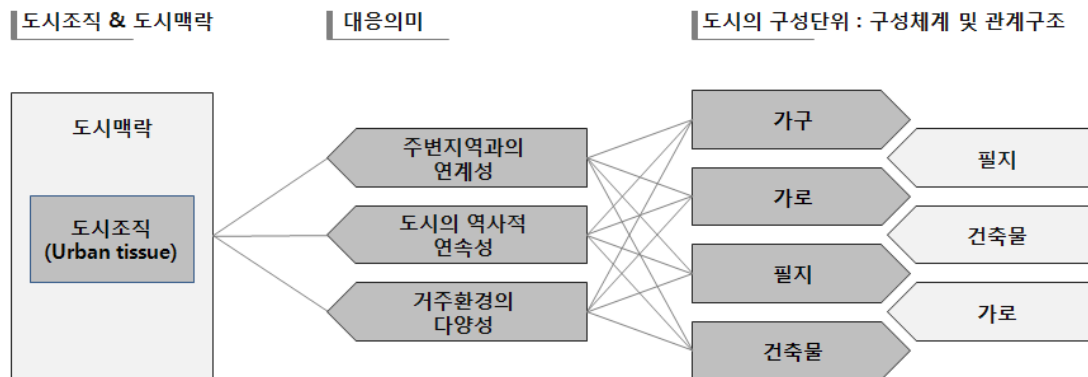 도시조직 & 도시맥락
대응의미
도시의 구성단위 : 구성체계 및 관계구조
도시맥락
도시조직
(Urban tissue)
주변지역과의
연계성
도시의 역사적
연속성
거주환경의
다양성
가구
가로
필지
건축물
필지
건축물
가로